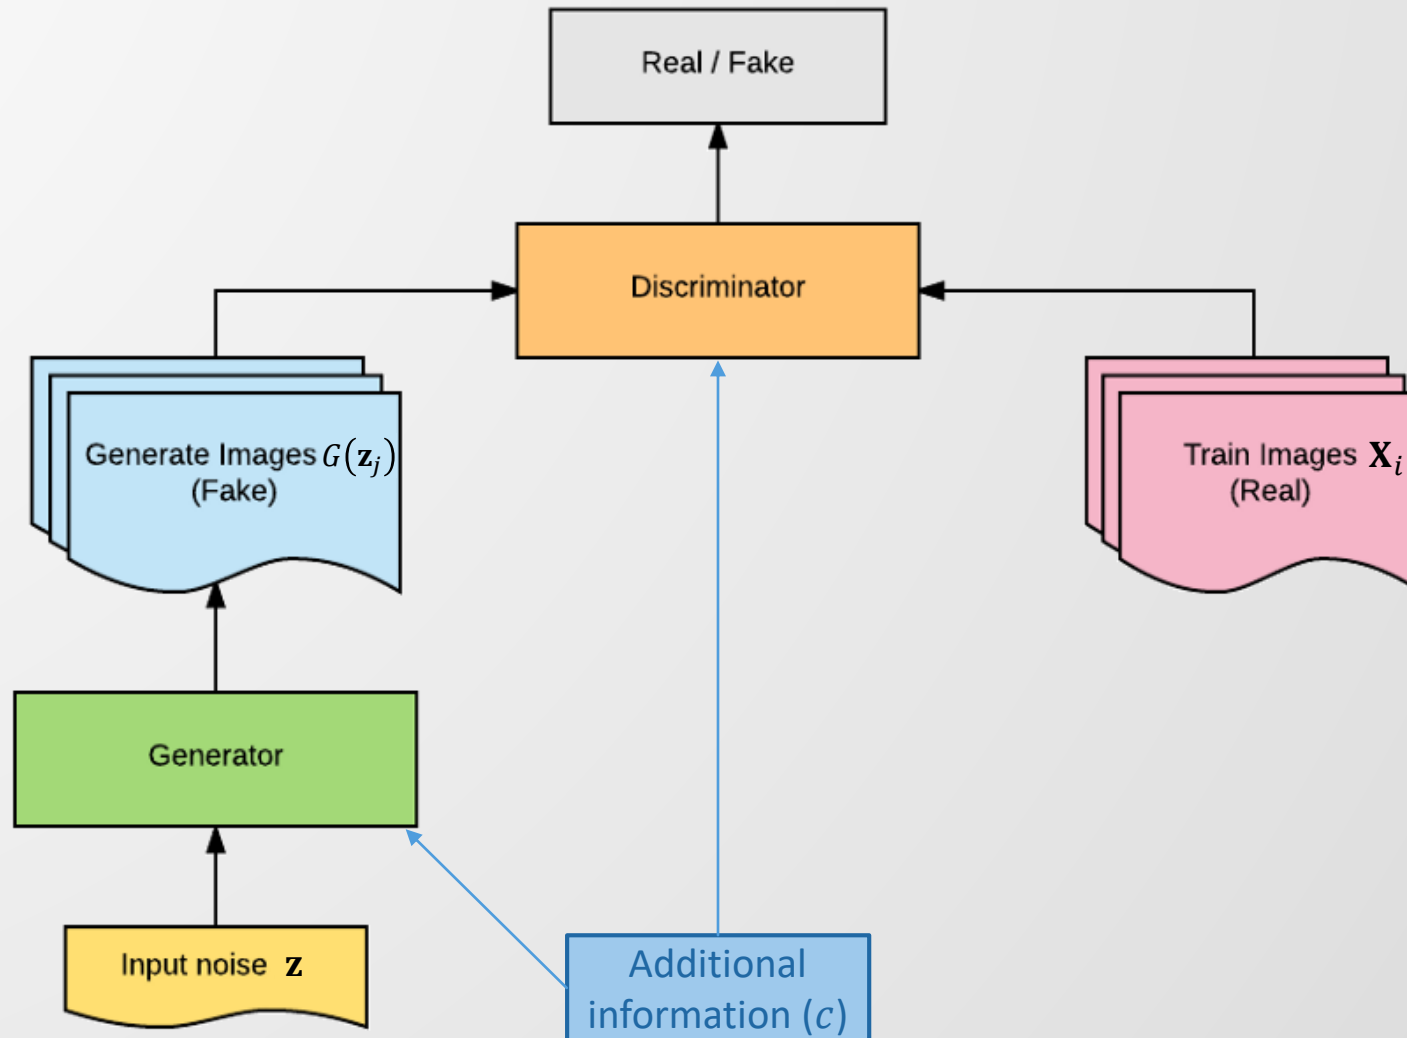 Real / Fake
Discriminator
Generate Images G(𝐳ⱼ)
(Fake)
Train Images 𝐗ᵢ
(Real)
Generator
Input noise 𝐳
Additional
information (c)